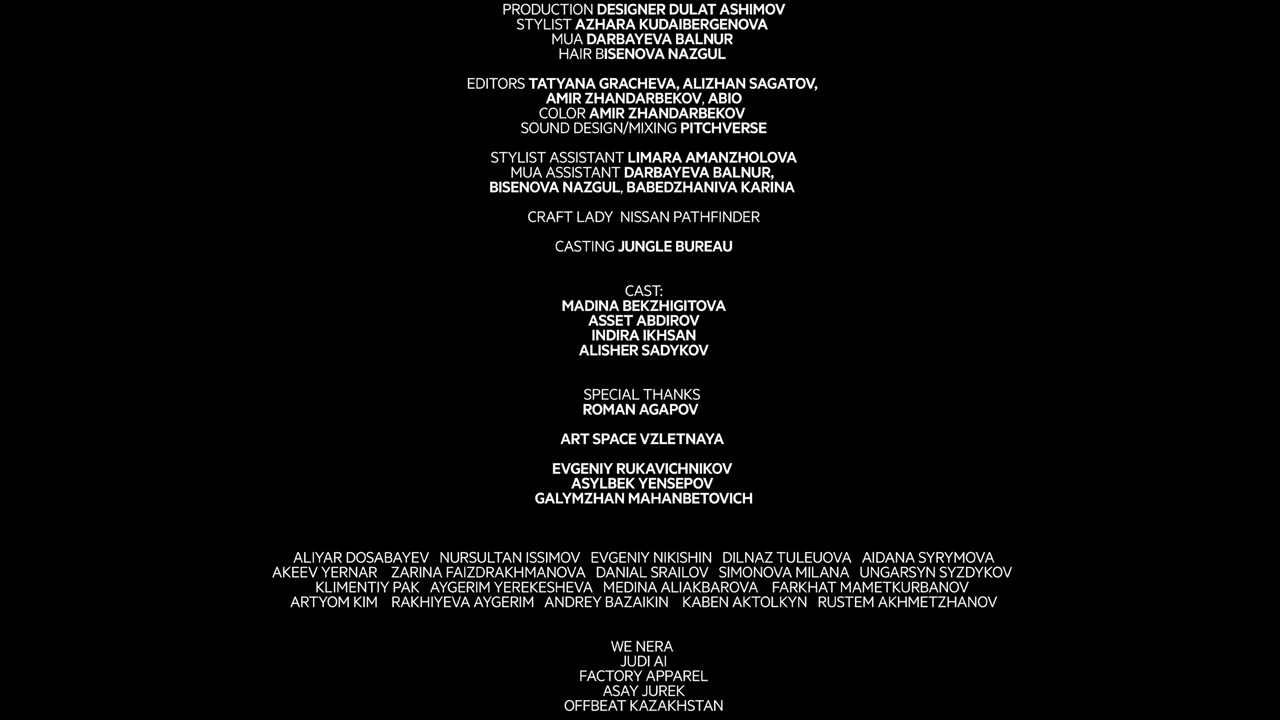 PRODUCTION DESIGNER DULAT ASHIMOV
STYLIST AZHARA KUDAIBERGENOVA
MUA DARBAYEVA BALNUR
HAIR BISENOVA NAZGUL
EDITORS TATYANA GRACHEVA, ALIZHAN SAGATOV,
AMIR ZHANDARBEKOV, ABIO
COLOR AMIR ZHANDARBEKOV
SOUND DESIGN/MIXING PITCHVERSE
STYLIST ASSISTANT LIMARA AMANZHOLOVA
MUA ASSISTANT DARBAYEVA BALNUR,
BISENOVA NAZGUL, BABEDZHANIVA KARINA
CRAFT LADY NISSAN PATHFINDER
CASTING JUNGLE BUREAU
CAST:
MADINA BEKZHIGITOVA
ASSET ABDIROV
INDIRA IKHSAN
ALISHER SADYKOV
SPECIAL THANKS
ROMAN AGAPOV
ART SPACE VZLETNAYA
EVGENIY RUKAVICHNIKOV
ASYLBEK YENSEPOV
GALYMZHAN MAHANBETOVICH
ALIYAR DOSABAYEV NURSULTAN ISSIMOV EVGENIY NIKISHIN DILNAZ TULEUOVA AIDANA SYRYMOVA
AKEEV YERNAR ZARINA FAIZDRAKHMANOVA DANIAL SRAILOV SIMONOVA MILANA UNGARSYN SYZDYKOV
KLIMENTIY PAK AYGERIM YEREKESHEVA MEDINA ALIAKBAROVA FARKHAT MAMETKURBANOV
ARTYOM KIM RAKHIYEVA AYGERIM ANDREY BAZAIKIN KABEN AKTOLKYN RUSTEM AKHMETZHANOV
WE NERA
JUDI AI
FACTORY APPAREL
ASAY JUREK
OFFBEAT KAZAKHSTAN